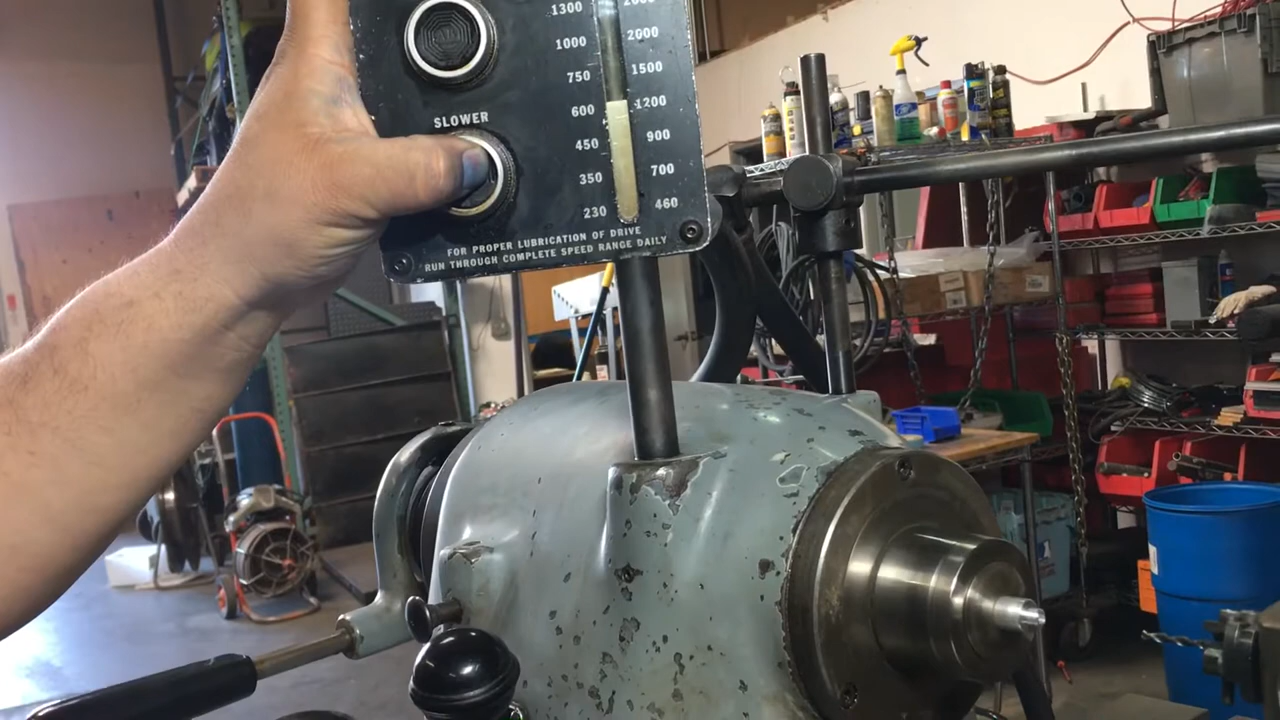 1300
1000 2000
750 1500
SLOWER 600 1200
450 900
350 700
230 460
FOR PROPER LUBRICATION OF DRIVE
RUN THROUGH COMPLETE SPEED RANGE DAILY